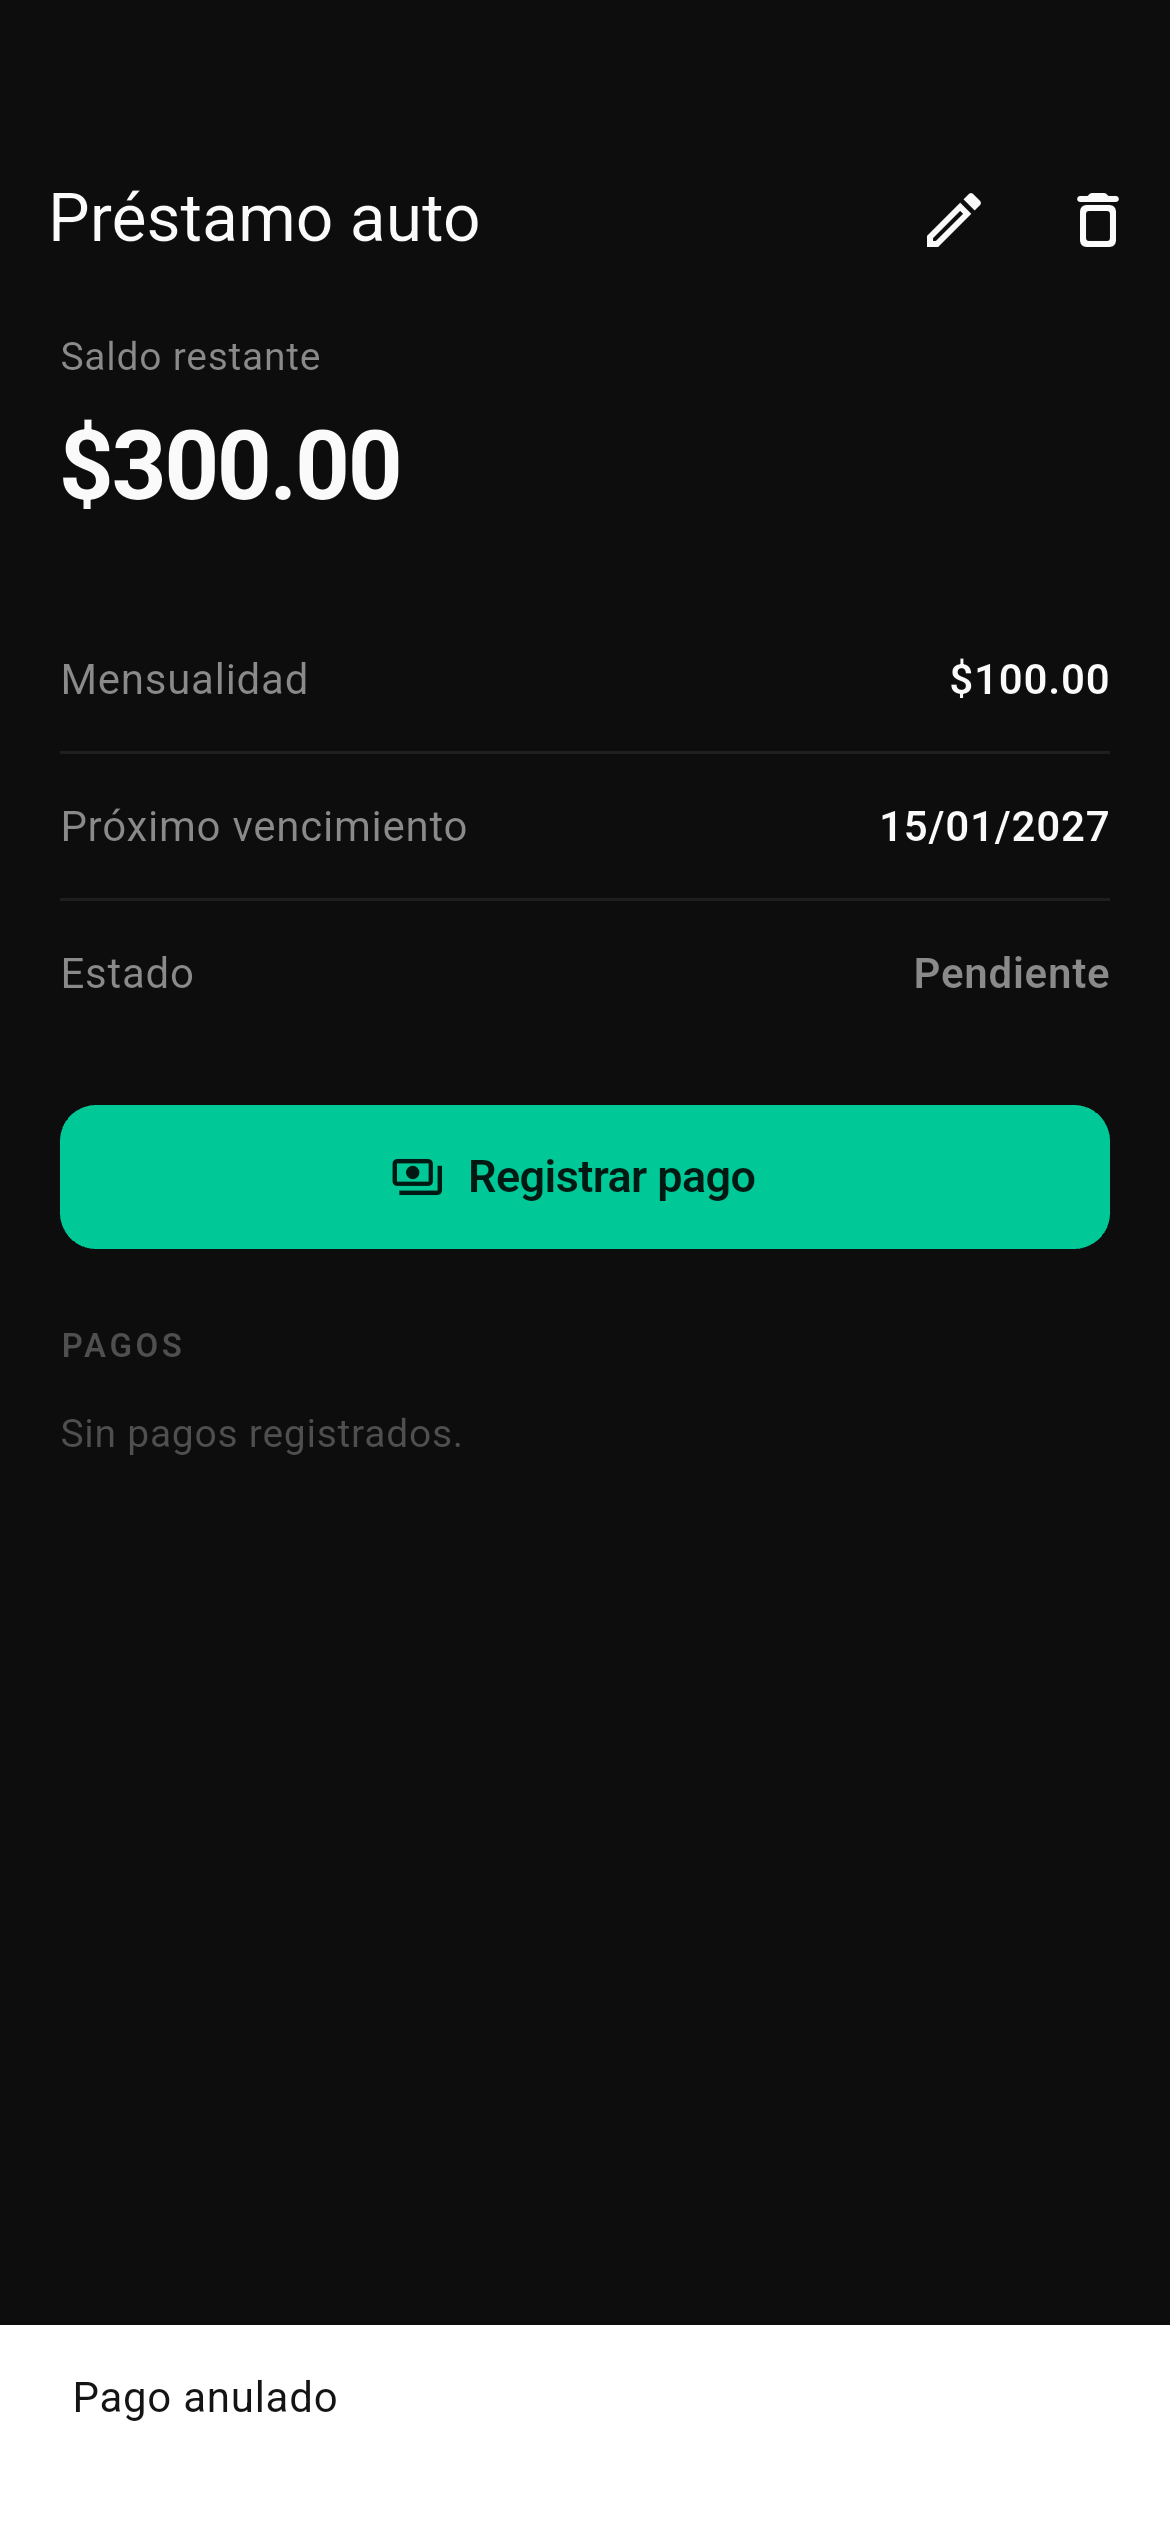 Préstamo auto
Saldo restante
$300.00
Mensualidad $100.00
Próximo vencimiento 15/01/2027
Estado Pendiente
Registrar pago
PAGOS
Sin pagos registrados.
Pago anulado